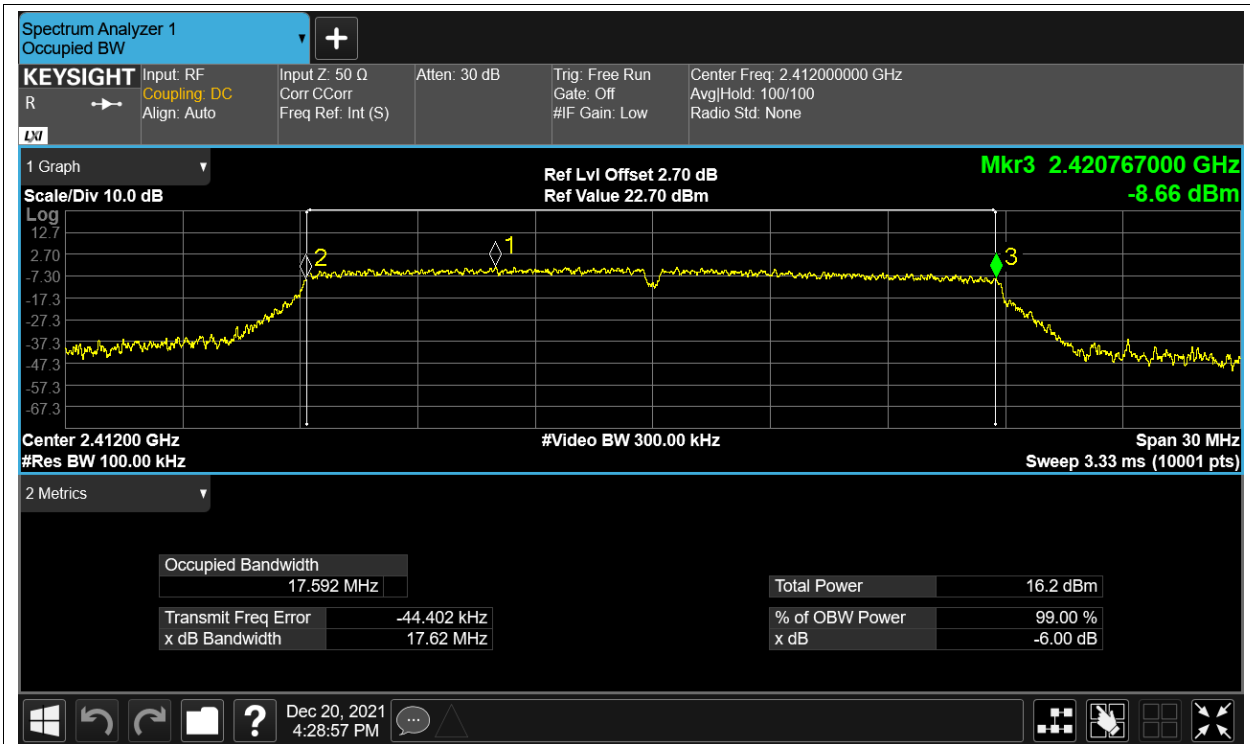 Spectrum Analyzer 1
Occupied BW
KEYSIGHT
R
LXI
Input: RF
Coupling: DC
Align: Auto
Input Z: 50 Ω
Corr CCorr
Freq Ref: Int (S)
Atten: 30 dB
Trig: Free Run
Gate: Off
#IF Gain: Low
Center Freq: 2.412000000 GHz
Avg|Hold: 100/100
Radio Std: None
1 Graph
Scale/Div 10.0 dB
Ref Lvl Offset 2.70 dB
Ref Value 22.70 dBm
Mkr3 2.420767000 GHz
-8.66 dBm
Log
12.7
2.70
-7.30
-17.3
-27.3
-37.3
-47.3
-57.3
-67.3
2
1
3
Center 2.41200 GHz
#Res BW 100.00 kHz
#Video BW 300.00 kHz
Span 30 MHz
Sweep 3.33 ms (10001 pts)
2 Metrics
Occupied Bandwidth
17.592 MHz
Transmit Freq Error -44.402 kHz
x dB Bandwidth 17.62 MHz
Total Power 16.2 dBm
% of OBW Power 99.00 %
x dB -6.00 dB
?
Dec 20, 2021
4:28:57 PM